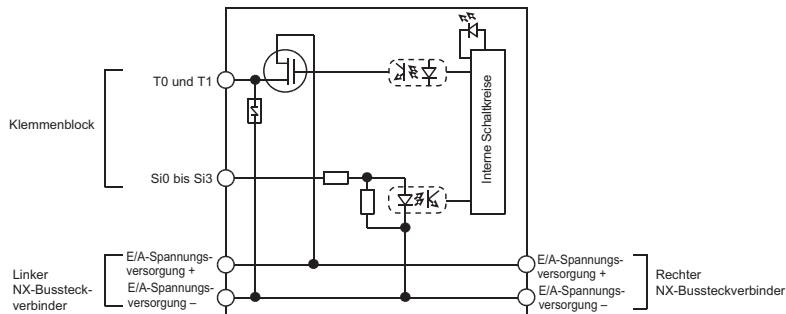 T0 und T1
Klemmenblock
Interne Schaltkreise
Si0 bis Si3
E/A-Spannungs-
versorgung +
E/A-Spannungs-
versorgung –
Linker
NX-Bussteck-
verbinder
E/A-Spannungs-
versorgung +
E/A-Spannungs-
versorgung –
Rechter
NX-Bussteckverbinder